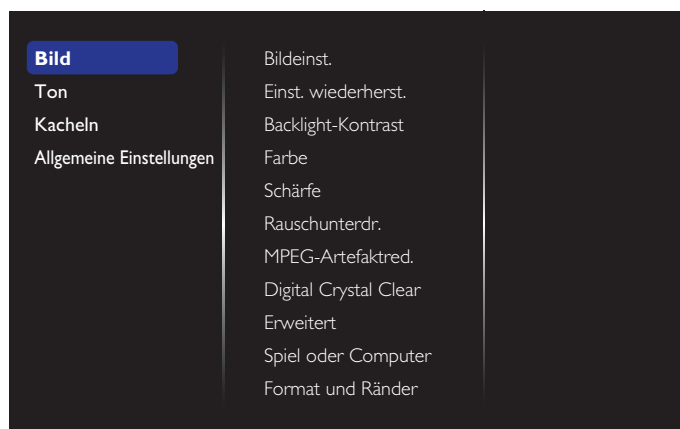 Bild
Ton
Kacheln
Allgemeine Einstellungen
Bildeinst.
Einst. wiederherst.
Backlight-Kontrast
Farbe
Schärfe
Rauschunterdr.
MPEG-Artefaktred.
Digital Crystal Clear
Erweitert
Spiel oder Computer
Format und Ränder